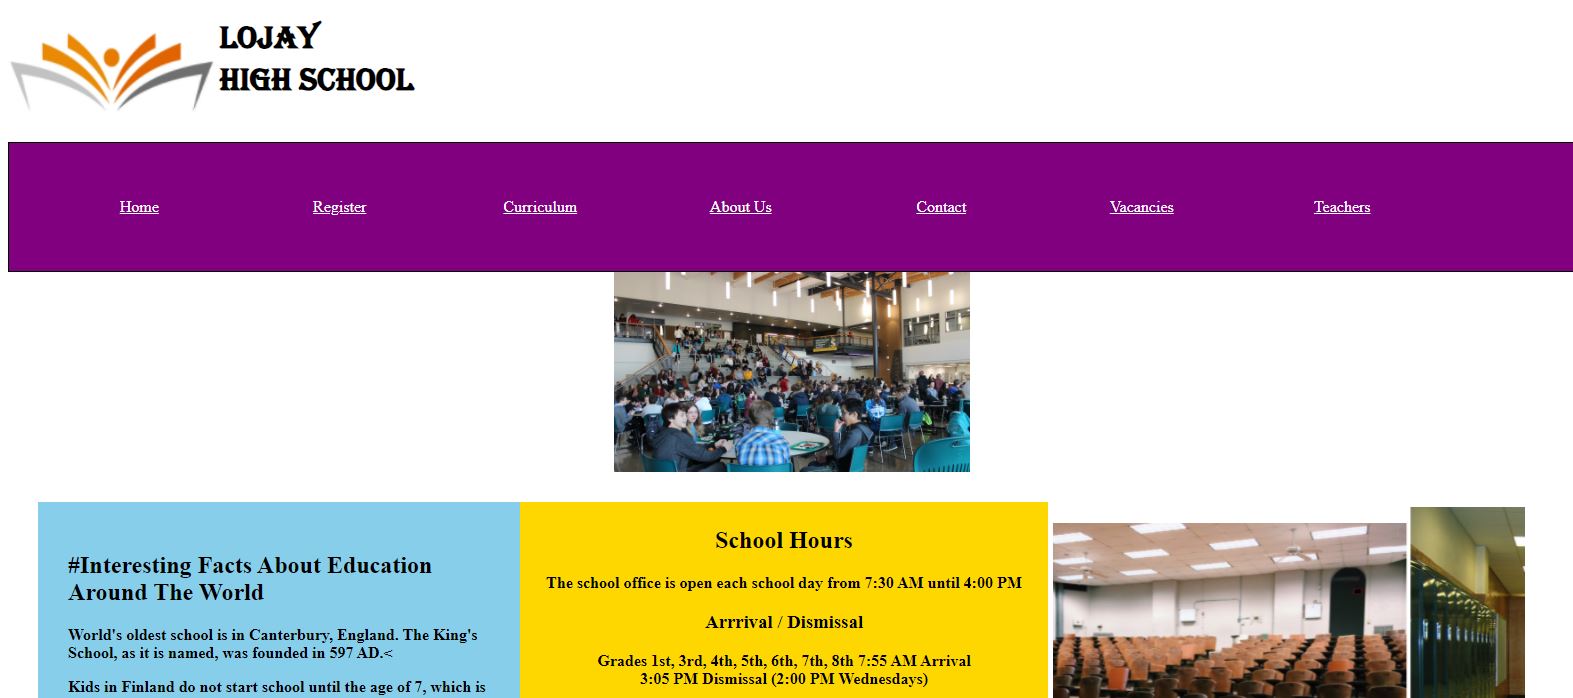 LOJAY
HIGH SCHOOL
Home Register Curriculum About Us Contact Vacancies Teachers
#Interesting Facts About Education
Around The World
World's oldest school is in Canterbury, England. The King's
School, as it is named, was founded in 597 AD.<
Kids in Finland do not start school until the age of 7, which is
School Hours
The school office is open each school day from 7:30 AM until 4:00 PM
Arrrival / Dismissal
Grades 1st, 3rd, 4th, 5th, 6th, 7th, 8th 7:55 AM Arrival
3:05 PM Dismissal (2:00 PM Wednesdays)